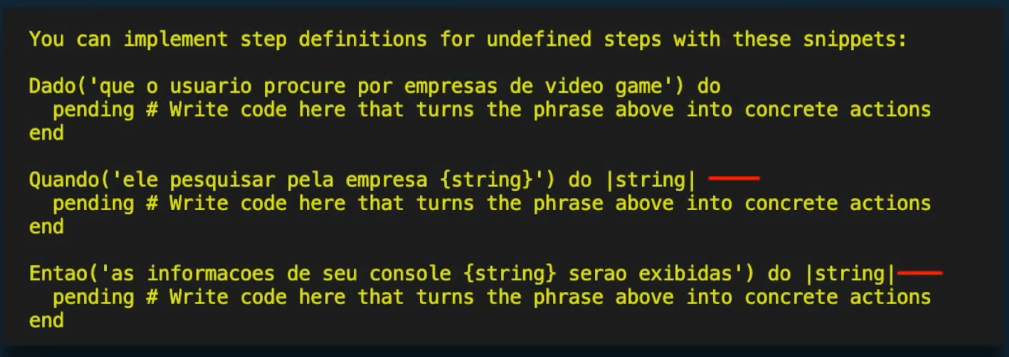 You can implement step definitions for undefined steps with these snippets:
Dado('que o usuario procure por empresas de video game') do
  pending # Write code here that turns the phrase above into concrete actions
end
Quando('ele pesquisar pela empresa {string}') do |string|
  pending # Write code here that turns the phrase above into concrete actions
end
Entao('as informacoes de seu console {string} serao exibidas') do |string|
  pending # Write code here that turns the phrase above into concrete actions
end